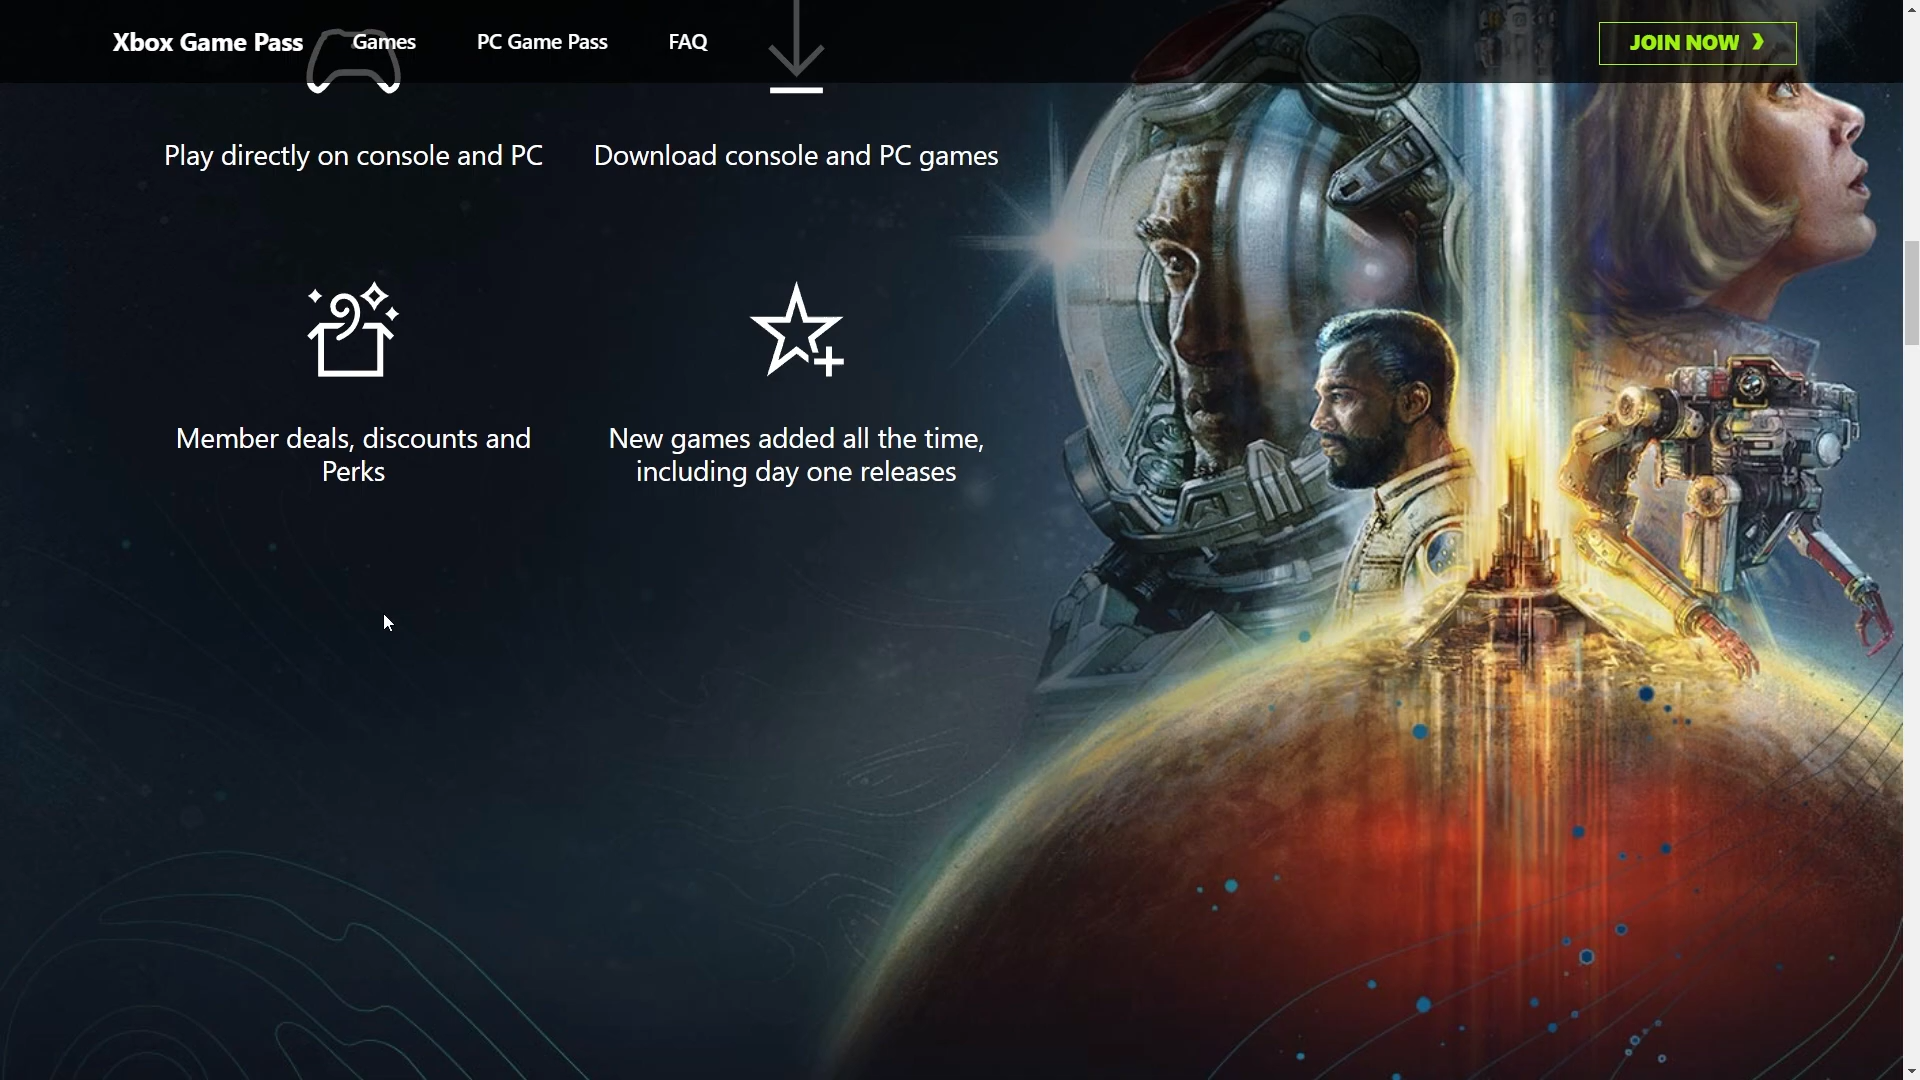 Xbox Game Pass
Games
PC Game Pass
FAQ
JOIN NOW
Play directly on console and PC
Download console and PC games
Member deals, discounts and
Perks
New games added all the time,
including day one releases